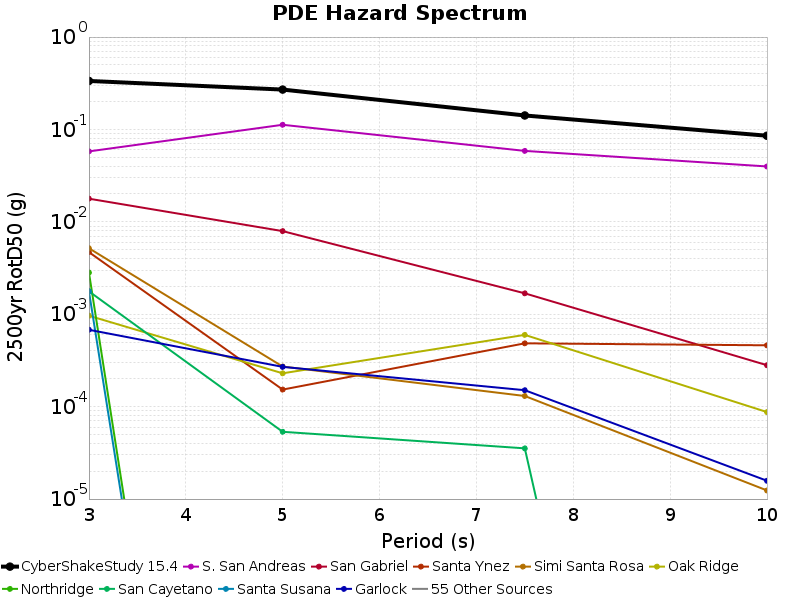 PDE Hazard Spectrum
10^0
10^-1
10^-2
10^-3
10^-4
10^-5
2500yr RotD50 (g)
3 4 5 6 7 8 9 10
Period (s)
CyberShakeStudy 15.4 S. San Andreas San Gabriel Santa Ynez Simi Santa Rosa Oak Ridge
Northridge San Cayetano Santa Susana Garlock 55 Other Sources